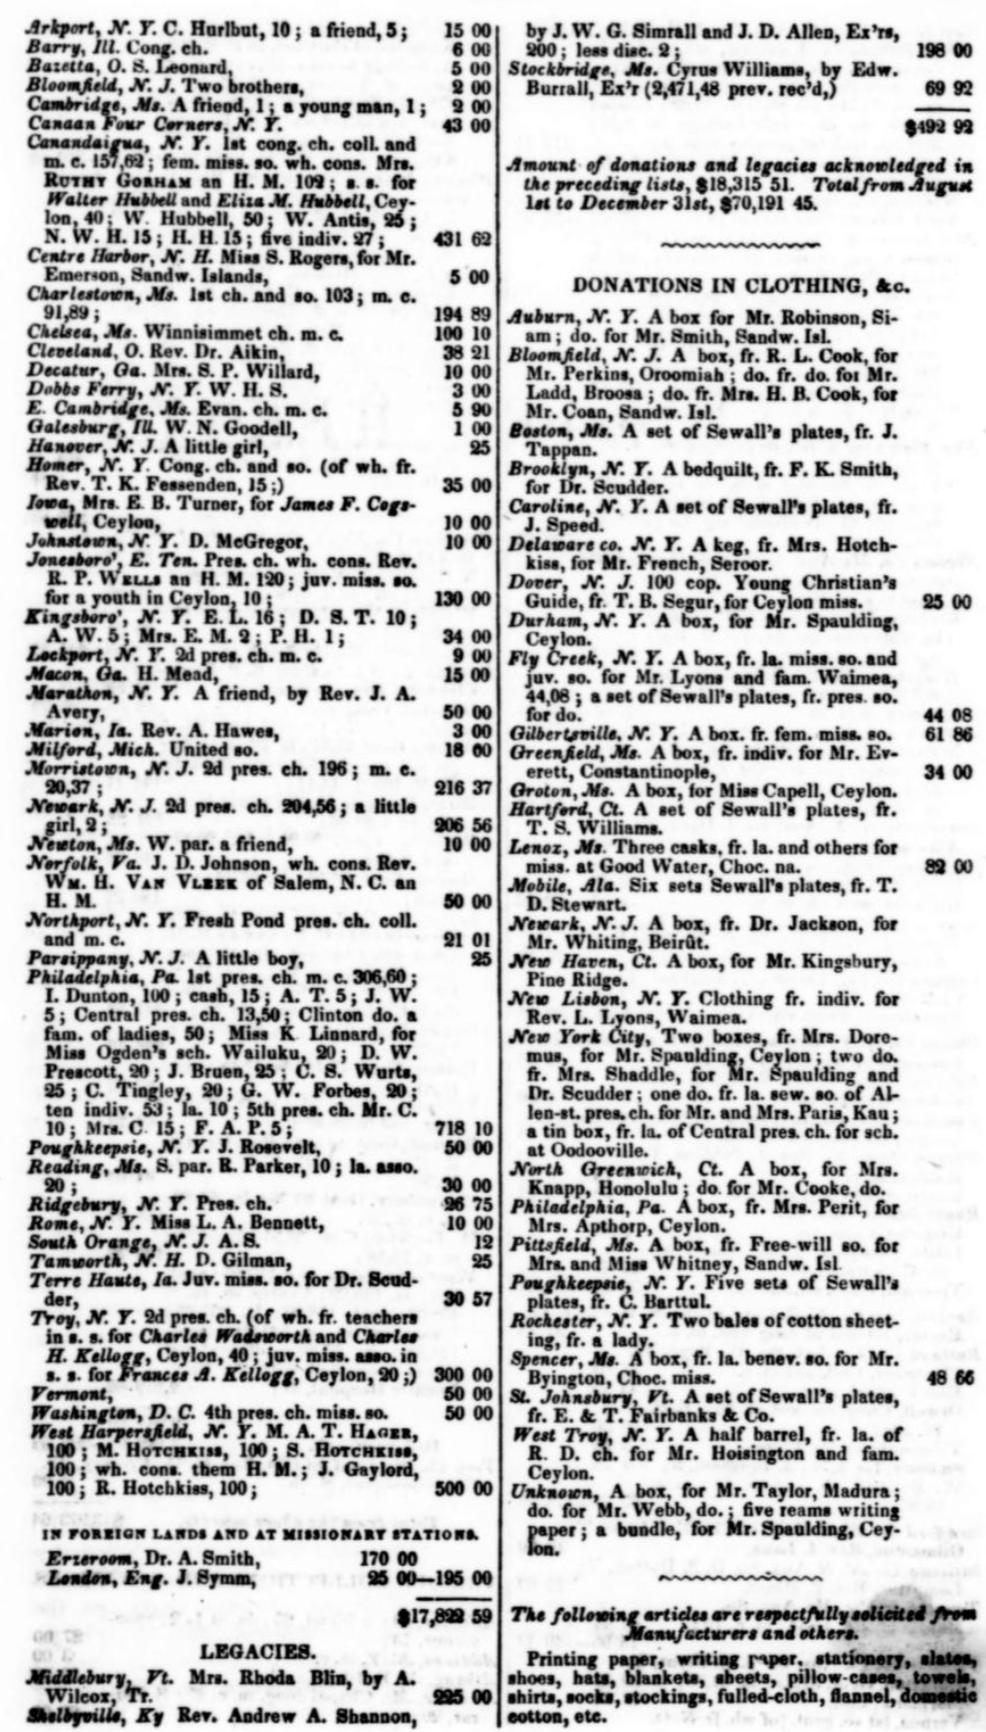 Arkport, N. Y. C. Hurlbut, 10; a friend, 5; 15 00
Barry, Ill. Cong. ch. 6 00
Bazetta, O. S. Leonard, 5 00
Bloomfield, N. J. Two brothers, 2 00
Cambridge, Ms. A friend, 1; a young man, 1; 2 00
Canaan Four Corners, N. Y. 43 00
Canandaigua, N. Y. 1st cong. ch. coll. and
m. c. 157,62; fem. miss. so. wh. cons. Mrs.
RUTHY GORHAM an H. M. 102; s. s. for
Walter Hubbell and Eliza M. Hubbell, Cey-
lon, 40; W. Hubbell, 50; W. Antis, 25;
N. W. H. 15; H. H. 15; five indiv. 27; 431 62
Centre Harbor, N. H. Miss S. Rogers, for Mr.
Emerson, Sandw. Islands, 5 00
Charlestown, Ms. 1st ch. and so. 103; m. c.
91,89; 194 89
Chelsea, Ms. Winnisimmet ch. m. c. 100 10
Cleveland, O. Rev. Dr. Aikin, 38 21
Decatur, Ga. Mrs. S. P. Willard, 10 00
Dobbs Ferry, N. Y. W. H. S. 3 00
E. Cambridge, Ms. Evan. ch. m. c. 5 90
Galesburg, Ill. W. N. Goodell, 1 00
Hanover, N. J. A little girl, 25
Homer, N. Y. Cong. ch. and so. (of wh. fr.
Rev. T. K. Fessenden, 15;) 35 00
Iowa, Mrs. E. B. Turner, for James F. Cogs-
well, Ceylon, 10 00
Johnstown, N. Y. D. McGregor, 10 00
Jonesboro', E. Ten. Pres. ch. wh. cons. Rev.
R. P. WELLS an H. M. 120; juv. miss. so.
for a youth in Ceylon, 10; 130 00
Kingsboro', N. Y. E. L. 16; D. S. T. 10;
A. W. 5; Mrs. E. M. 2; P. H. 1; 34 00
Lockport, N. Y. 2d pres. ch. m. c. 9 00
Macon, Ga. H. Mead, 15 00
Marathon, N. Y. A friend, by Rev. J. A.
Avery, 50 00
Marion, Ia. Rev. A. Hawes, 3 00
Milford, Mich. United so. 18 00
Morristown, N. J. 2d pres. ch. 196; m. c.
20,37; 216 37
Newark, N. J. 2d pres. ch. 204,56; a little
girl, 2; 206 56
Newton, Ms. W. par. a friend, 10 00
Norfolk, Va. J. D. Johnson, wh. cons. Rev.
WM. H. VAN VLEEK of Salem, N. C. an
H. M. 50 00
Northport, N. Y. Fresh Pond pres. ch. coll.
and m. c. 21 01
Parsippany, N. J. A little boy, 25
Philadelphia, Pa. 1st pres. ch. m. c. 306,60;
I. Dunton, 100; cash, 15; A. T. 5; J. W.
5; Central pres. ch. 13,50; Clinton do. a
fam. of ladies, 50; Miss K. Linnard, for
Miss Ogden's sch. Wailuku, 20; D. W.
Prescott, 20; J. Bruen, 25; C. S. Wurts,
25; C. Tingley, 20; G. W. Forbes, 20;
ten indiv. 53; la. 10; 5th pres. ch. Mr. C.
10; Mrs. C. 15; F. A. P. 5; 718 10
Poughkeepsie, N. Y. J. Rosevelt, 50 00
Reading, Ms. S. par. R. Parker, 10; la. asso.
20; 30 00
Ridgebury, N. Y. Pres. ch. 26 75
Rome, N. Y. Miss L. A. Bennett, 10 00
South Orange, N. J. A. S. 12
Tamworth, N. H. D. Gilman, 25
Terre Haute, Ia. Juv. miss. so. for Dr. Scud-
der, 30 57
Troy, N. Y. 2d pres. ch. (of wh. fr. teachers
in s. s. for Charles Wadsworth and Charles
H. Kellogg, Ceylon, 40; juv. miss. asso. in
s. s. for Frances A. Kellogg, Ceylon, 20;) 300 00
Vermont, 50 00
Washington, D. C. 4th pres. ch. miss. so. 50 00
West Harpersfield, N. Y. M. A. T. HAGER,
100; M. HOTCHKISS, 100; S. HOTCHKISS,
100; wh. cons. them H. M.; J. Gaylord,
100; R. Hotchkiss, 100; 500 00
IN FOREIGN LANDS AND AT MISSIONARY STATIONS.
Erzeroom, Dr. A. Smith, 170 00
London, Eng. J. Symm, 25 00—195 00
$17,822 59
LEGACIES.
Middlebury, Vt. Mrs. Rhoda Blin, by A.
Wilcox, Tr. 225 00
Shelbyville, Ky Rev. Andrew A. Shannon,
by J. W. G. Simrall and J. D. Allen, Ex'rs,
200; less disc. 2; 198 00
Stockbridge, Ms. Cyrus Williams, by Edw.
Burrall, Ex'r (2,471,48 prev. rec'd,) 69 92
$492 92
Amount of donations and legacies acknowledged in
the preceding lists, $18,315 51. Total from August
1st to December 31st, $70,191 45.
DONATIONS IN CLOTHING, &c.
Auburn, N. Y. A box for Mr. Robinson, Si-
am; do. for Mr. Smith, Sandw. Isl.
Bloomfield, N. J. A box, fr. R. L. Cook, for
Mr. Perkins, Oroomiah; do. fr. do. for Mr.
Ladd, Broosa; do. fr. Mrs. H. B. Cook, for
Mr. Coan, Sandw. Isl.
Boston, Ms. A set of Sewall's plates, fr. J.
Tappan.
Brooklyn, N. Y. A bedquilt, fr. F. K. Smith,
for Dr. Scudder.
Caroline, N. Y. A set of Sewall's plates, fr.
J. Speed.
Delaware co. N. Y. A keg, fr. Mrs. Hotch-
kiss, for Mr. French, Seroor.
Dover, N. J. 100 cop. Young Christian's
Guide, fr. T. B. Segur, for Ceylon miss. 25 00
Durham, N. Y. A box, for Mr. Spaulding,
Ceylon.
Fly Creek, N. Y. A box, fr. la. miss. so. and
juv. so. for Mr. Lyons and fam. Waimea,
44,08; a set of Sewall's plates, fr. pres. so.
for do. 44 08
Gilbertsville, N. Y. A box. fr. fem. miss. so. 61 86
Greenfield, Ms. A box, fr. indiv. for Mr. Ev-
erett, Constantinople, 34 00
Groton, Ms. A box, for Miss Capell, Ceylon.
Hartford, Ct. A set of Sewall's plates, fr.
T. S. Williams.
Lenox, Ms. Three casks, fr. la. and others for
miss. at Good Water, Choc. na. 82 00
Mobile, Ala. Six sets Sewall's plates, fr. T.
D. Stewart.
Newark, N. J. A box, fr. Dr. Jackson, for
Mr. Whiting, Beirût.
New Haven, Ct. A box, for Mr. Kingsbury,
Pine Ridge.
New Lisbon, N. Y. Clothing fr. indiv. for
Rev. L. Lyons, Waimea.
New York City, Two boxes, fr. Mrs. Dore-
mus, for Mr. Spaulding, Ceylon; two do.
fr. Mrs. Shaddle, for Mr. Spaulding and
Dr. Scudder; one do. fr. la. sew. so. of Al-
len-st. pres. ch. for Mr. and Mrs. Paris, Kau;
a tin box, fr. la. of Central pres. ch. for sch.
at Oodooville.
North Greenwich, Ct. A box, for Mrs.
Knapp, Honolulu; do. for Mr. Cooke, do.
Philadelphia, Pa. A box, fr. Mrs. Perit, for
Mrs. Apthorp, Ceylon.
Pittsfield, Ms. A box, fr. Free-will so. for
Mrs. and Miss Whitney, Sandw. Isl.
Poughkeepsie, N. Y. Five sets of Sewall's
plates, fr. C. Barttul.
Rochester, N. Y. Two bales of cotton sheet-
ing, fr. a lady.
Spencer, Ms. A box, fr. la. benev. so. for Mr.
Byington, Choc. miss. 48 66
St. Johnsbury, Vt. A set of Sewall's plates,
fr. E. & T. Fairbanks & Co.
West Troy, N. Y. A half barrel, fr. la. of
R. D. ch. for Mr. Hoisington and fam.
Ceylon.
Unknown, A box, for Mr. Taylor, Madura;
do. for Mr. Webb, do.; five reams writing
paper; a bundle, for Mr. Spaulding, Cey-
lon.
The following articles are respectfully solicited from
Manufacturers and others.
Printing paper, writing paper, stationery, slates,
shoes, hats, blankets, sheets, pillow-cases, towels,
shirts, socks, stockings, fulled-cloth, flannel, domestic
cotton, etc.